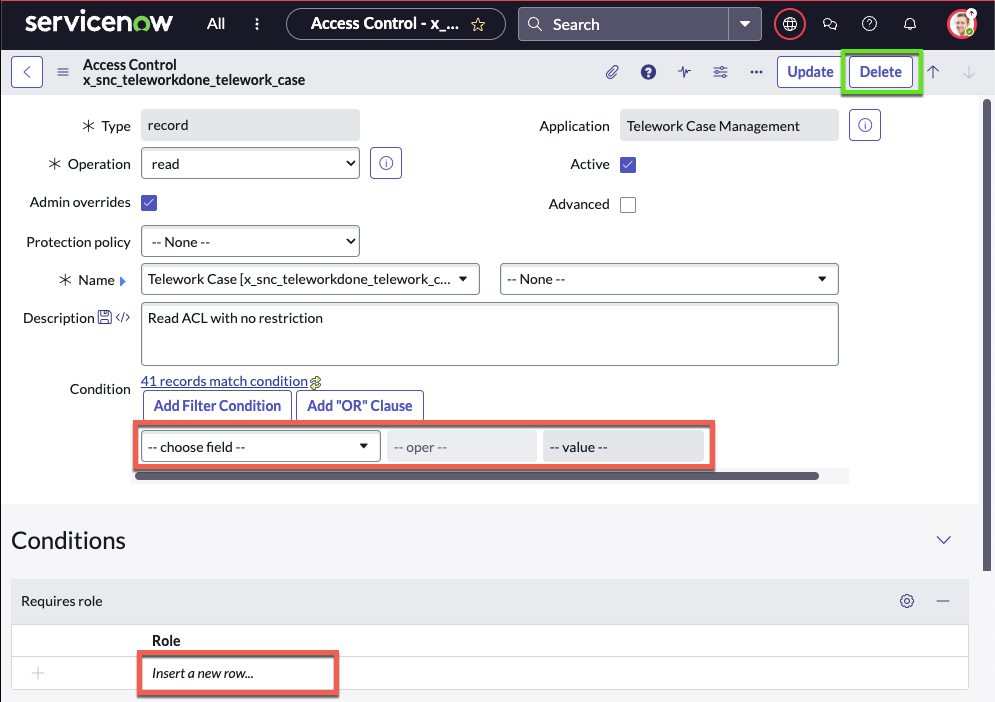 servicenow All Access Control - x_... Search
Access Control
x_snc_teleworkdone_telework_case
Update Delete
Type record Application Telework Case Management
Operation read Active
Admin overrides Advanced
Protection policy -- None --
Name Telework Case [x_snc_teleworkdone_telework_c... -- None --
Description Read ACL with no restriction
Condition 41 records match condition
Add Filter Condition Add "OR" Clause
-- choose field -- -- oper -- -- value --
Conditions
Requires role
Role
Insert a new row...